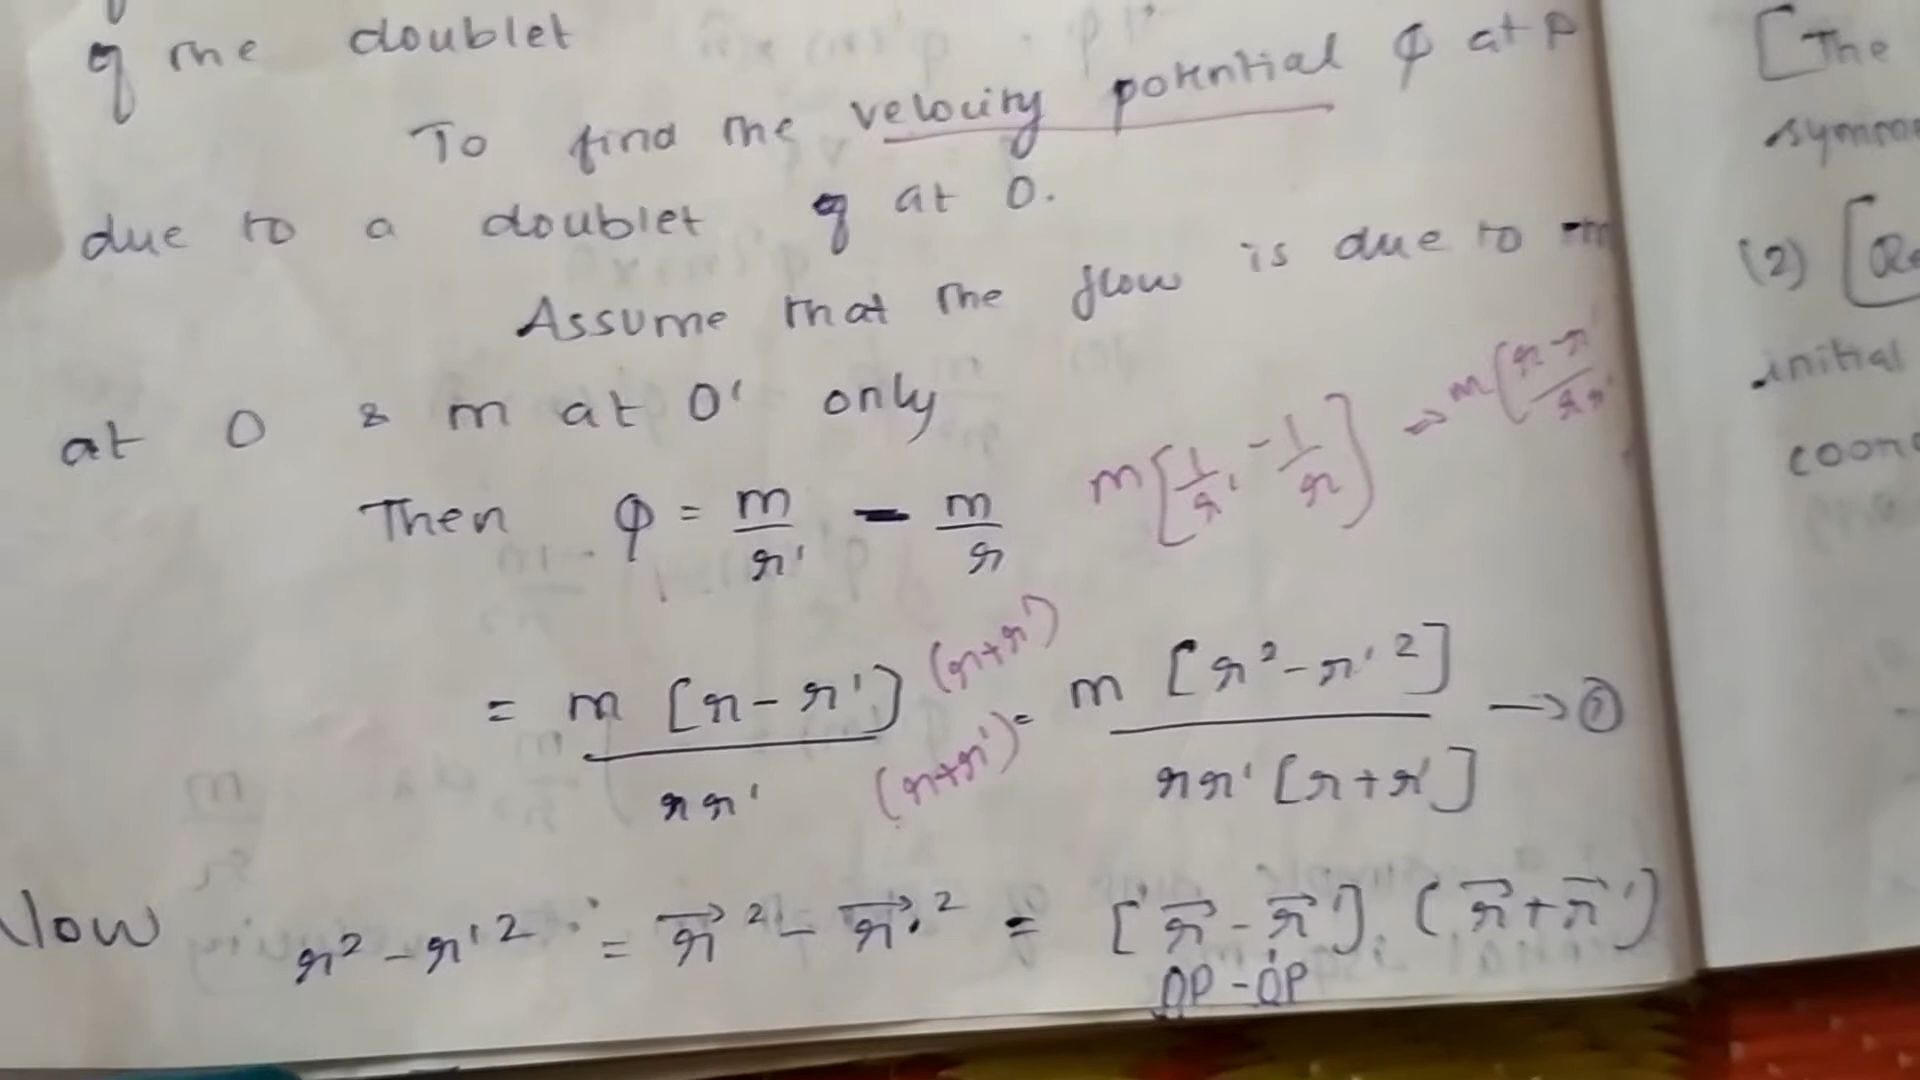 of the doublet
To find the velocity potential φ at P
due to a doublet of at O.
Assume that the flow is due to -m
at O & m at O' only
Then φ = m/r' - m/r m[1/r' - 1/r] ⇒ m(r-r'/rr'
= m [r-r') (r+r') / rr' (r+r') = m [r²-r'²] / rr' [r+r'] →①
Now r² - r'² = r⃗² - r⃗'² = [r⃗ - r⃗']. (r⃗ + r⃗')
OP - O'P
[The
(2) [
initial